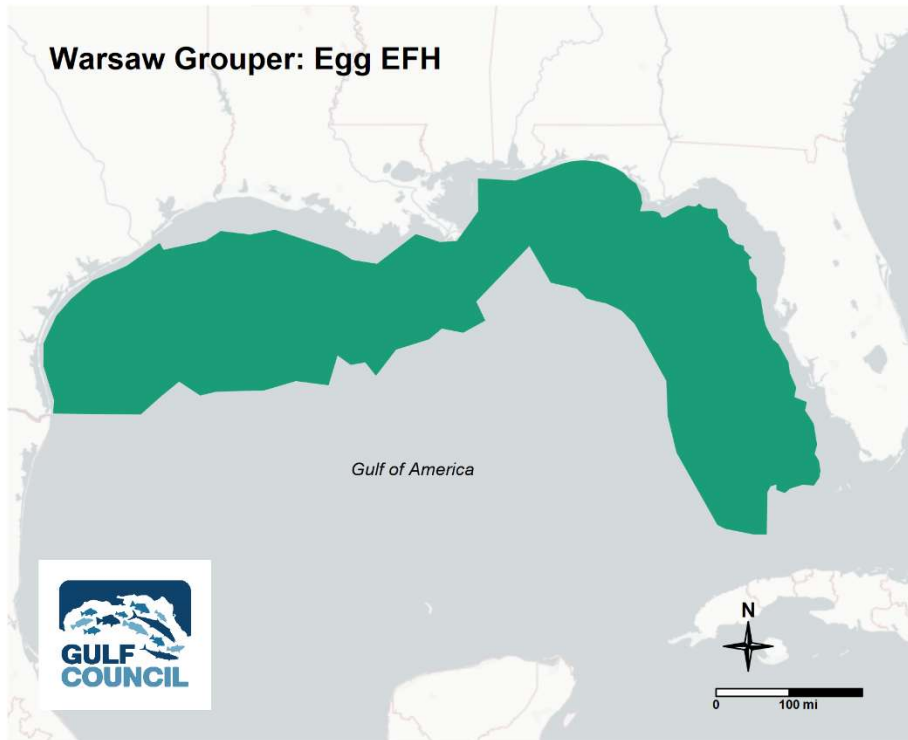 Warsaw Grouper: Egg EFH
Gulf of America
GULF
COUNCIL
N
0 100 mi